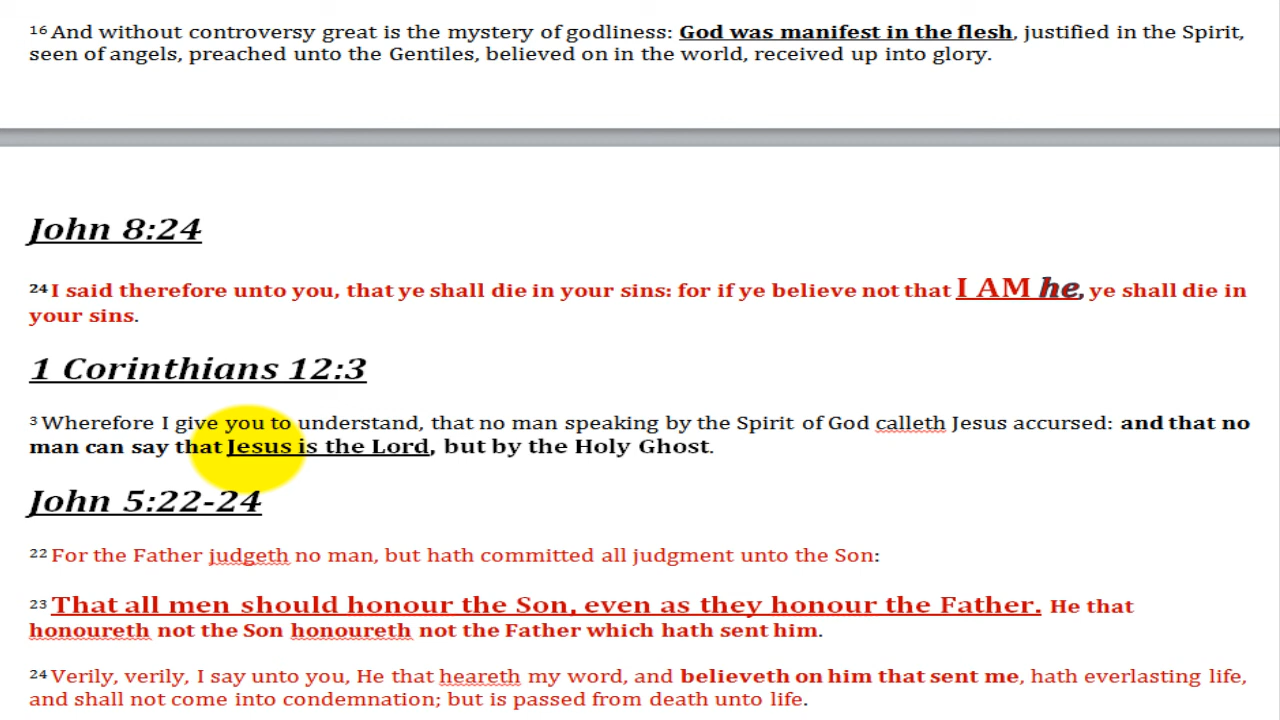 16 And without controversy great is the mystery of godliness: God was manifest in the flesh, justified in the Spirit,
seen of angels, preached unto the Gentiles, believed on in the world, received up into glory.
John 8:24
24 I said therefore unto you, that ye shall die in your sins: for if ye believe not that I AM he, ye shall die in
your sins.
1 Corinthians 12:3
3 Wherefore I give you to understand, that no man speaking by the Spirit of God calleth Jesus accursed: and that no
man can say that Jesus is the Lord, but by the Holy Ghost.
John 5:22-24
22 For the Father judgeth no man, but hath committed all judgment unto the Son:
23 That all men should honour the Son, even as they honour the Father. He that
honoureth not the Son honoureth not the Father which hath sent him.
24 Verily, verily, I say unto you, He that heareth my word, and believeth on him that sent me, hath everlasting life,
and shall not come into condemnation; but is passed from death unto life.